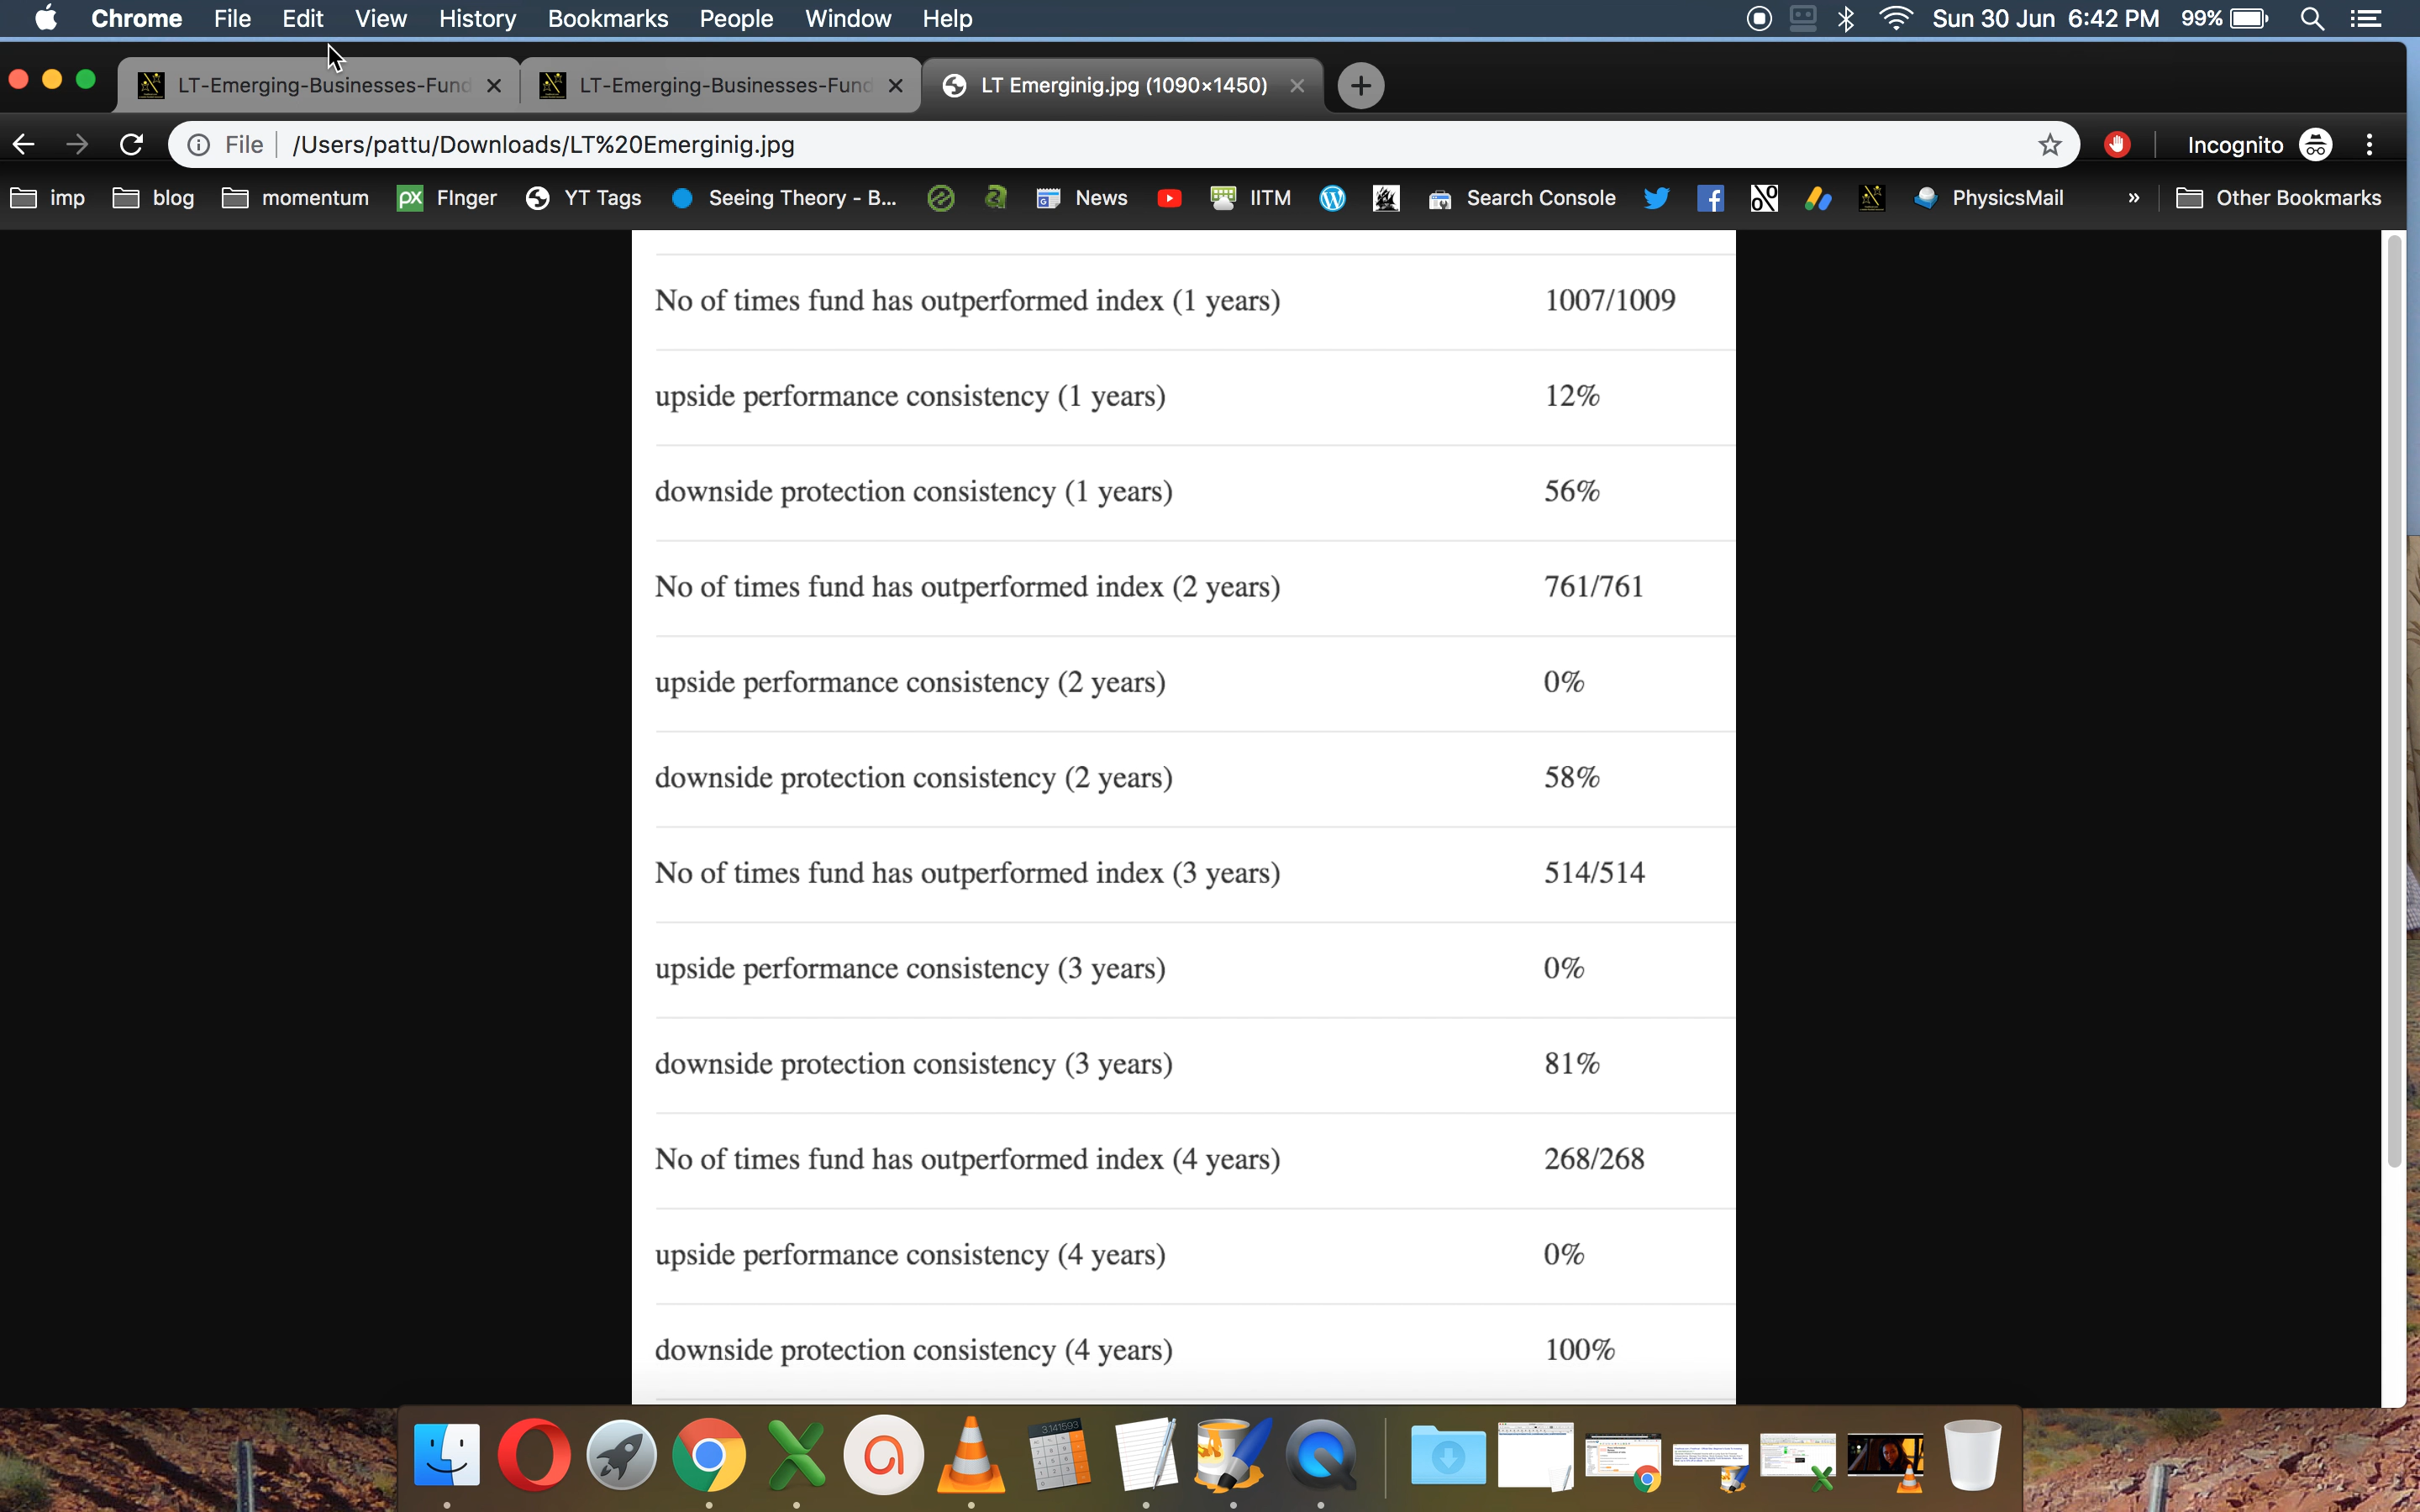 Chrome File Edit View History Bookmarks People Window Help Sun 30 Jun 6:42 PM 99%
LT-Emerging-Businesses-Fund LT-Emerging-Businesses-Fund LT Emerginig.jpg (1090×1450)
File /Users/pattu/Downloads/LT%20Emerginig.jpg Incognito
imp blog momentum px FInger YT Tags Seeing Theory - B... News IITM Search Console PhysicsMail » Other Bookmarks
No of times fund has outperformed index (1 years) 1007/1009
upside performance consistency (1 years) 12%
downside protection consistency (1 years) 56%
No of times fund has outperformed index (2 years) 761/761
upside performance consistency (2 years) 0%
downside protection consistency (2 years) 58%
No of times fund has outperformed index (3 years) 514/514
upside performance consistency (3 years) 0%
downside protection consistency (3 years) 81%
No of times fund has outperformed index (4 years) 268/268
upside performance consistency (4 years) 0%
downside protection consistency (4 years) 100%
3.141593